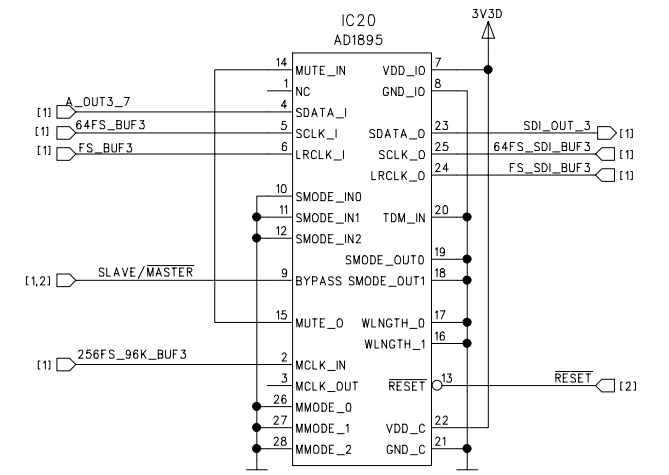 3V3D
IC20
AD1895
14 MUTE_IN VDD_IO 7
1 NC GND_IO 8
[1] A_OUT3_7 4 SDATA_I
[1] 64FS_BUF3 5 SCLK_I SDATA_O 23 SDI_OUT_3 [1]
[1] FS_BUF3 6 LRCLK_I SCLK_O 25 64FS_SDI_BUF3 [1]
LRCLK_O 24 FS_SDI_BUF3 [1]
10 SMODE_IN0
11 SMODE_IN1 TDM_IN 20
12 SMODE_IN2
SMODE_OUT0 19
[1,2] SLAVE/MASTER 9 BYPASS SMODE_OUT1 18
15 MUTE_O WLNGTH_0 17
WLNGTH_1 16
[1] 256FS_96K_BUF3 2 MCLK_IN
3 MCLK_OUT RESET 13 RESET [2]
26 MMODE_0
27 MMODE_1 VDD_C 22
28 MMODE_2 GND_C 21